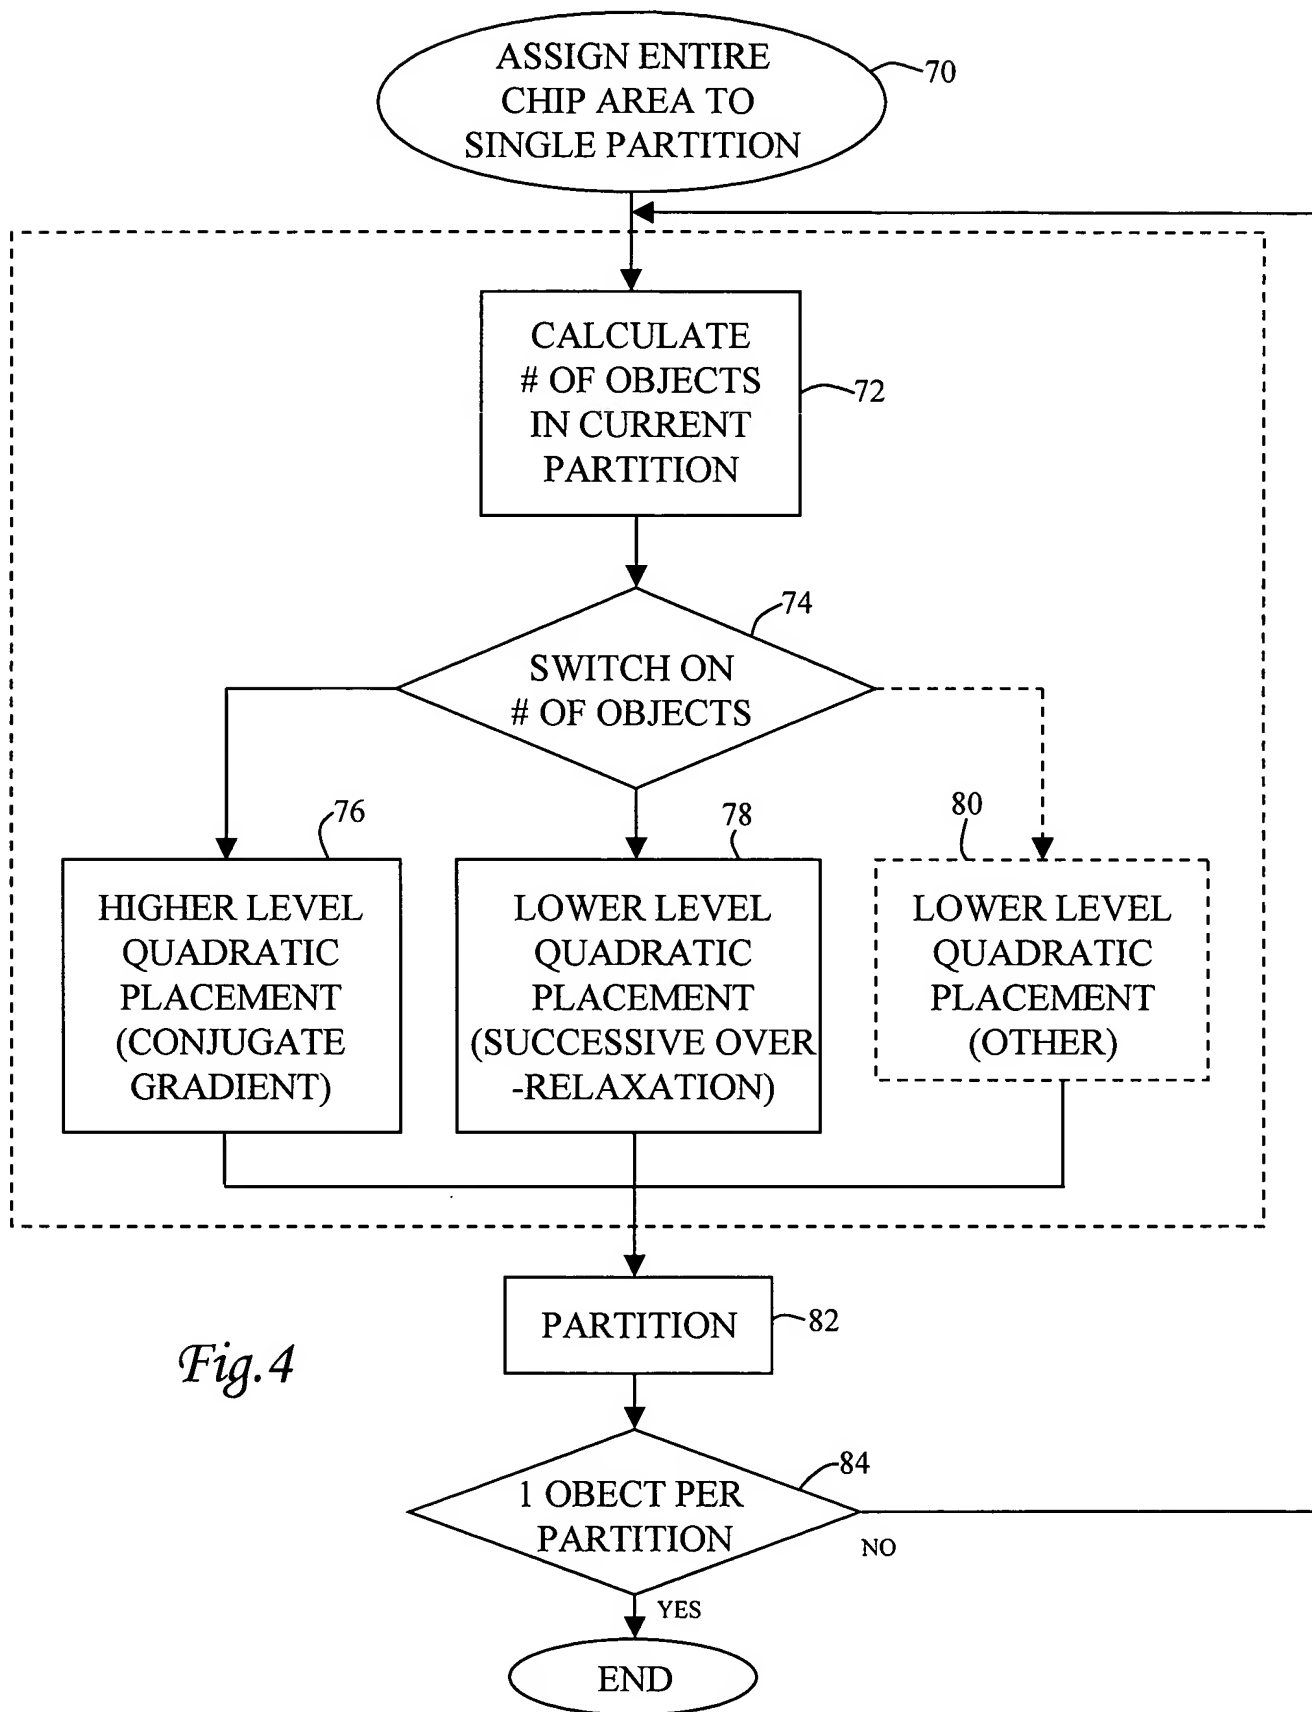 ASSIGN ENTIRE
CHIP AREA TO
SINGLE PARTITION
70
CALCULATE
# OF OBJECTS
IN CURRENT
PARTITION
72
74
SWITCH ON
# OF OBJECTS
76
HIGHER LEVEL
QUADRATIC
PLACEMENT
(CONJUGATE
GRADIENT)
78
LOWER LEVEL
QUADRATIC
PLACEMENT
(SUCCESSIVE OVER
-RELAXATION)
80
LOWER LEVEL
QUADRATIC
PLACEMENT
(OTHER)
PARTITION
82
Fig.4
84
1 OBECT PER
PARTITION
NO
YES
END